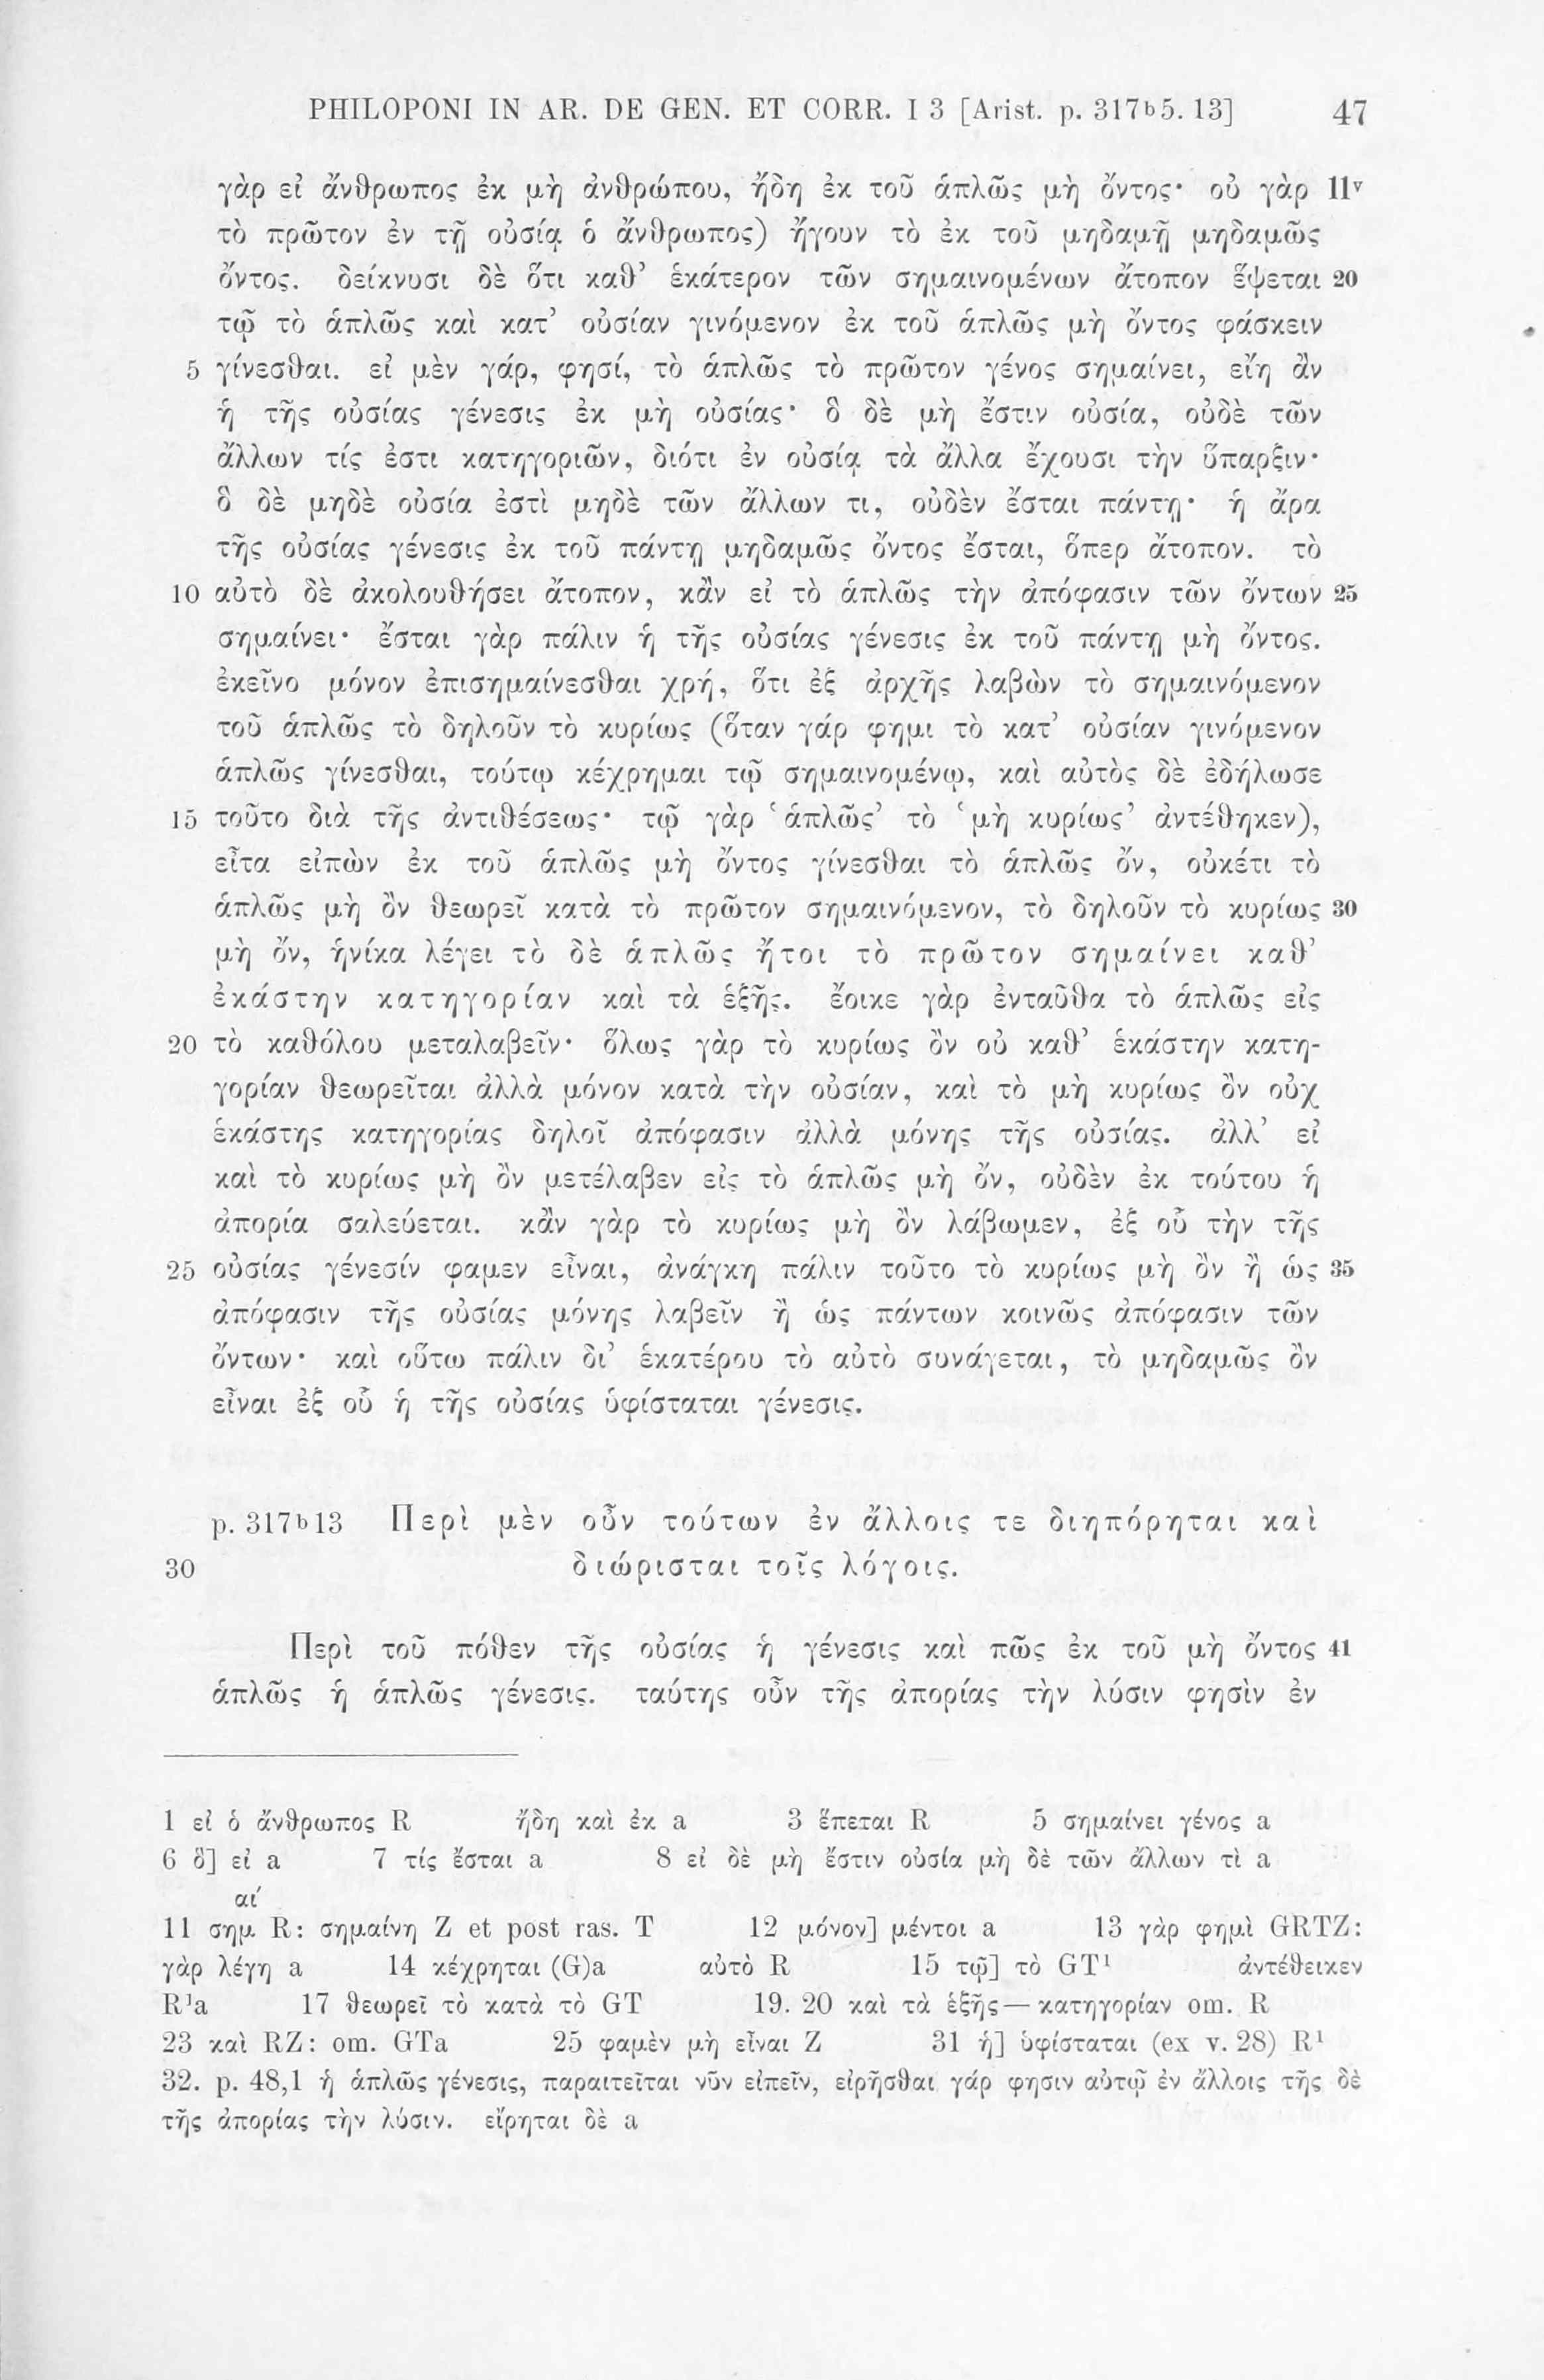 PHILOPONI IN AR. DE GEN. ET CORR. I 3 [Arist. p. 317b5. 13] 47
γὰρ εἰ ἄνθρωπος ἐκ μὴ ἀνθρώπου, ἤδη ἐκ τοῦ ἁπλῶς μὴ ὄντος· οὐ γὰρ 11v
τὸ πρῶτον ἐν τῇ οὐσίᾳ ὁ ἄνθρωπος) ἤγουν τὸ ἐκ τοῦ μηδαμῇ μηδαμῶς
ὄντος. δείκνυσι δὲ ὅτι καθ’ ἑκάτερον τῶν σημαινομένων ἄτοπον ἕψεται 20
τῷ τὸ ἁπλῶς καὶ κατ’ οὐσίαν γινόμενον ἐκ τοῦ ἁπλῶς μὴ ὄντος φάσκειν
5 γίνεσθαι. εἰ μὲν γάρ, φησί, τὸ ἁπλῶς τὸ πρῶτον γένος σημαίνει, εἴη ἂν
ἡ τῆς οὐσίας γένεσις ἐκ μὴ οὐσίας· ὃ δὲ μὴ ἔστιν οὐσία, οὐδὲ τῶν
ἄλλων τίς ἐστι κατηγοριῶν, διότι ἐν οὐσίᾳ τὰ ἄλλα ἔχουσι τὴν ὕπαρξιν·
ὃ δὲ μηδὲ οὐσία ἐστὶ μηδὲ τῶν ἄλλων τι, οὐδὲν ἔσται πάντῃ· ἡ ἄρα
τῆς οὐσίας γένεσις ἐκ τοῦ πάντῃ μηδαμῶς ὄντος ἔσται, ὅπερ ἄτοπον. τὸ
10 αὐτὸ δὲ ἀκολουθήσει ἄτοπον, κἂν εἰ τὸ ἁπλῶς τὴν ἀπόφασιν τῶν ὄντων 25
σημαίνει· ἔσται γὰρ πάλιν ἡ τῆς οὐσίας γένεσις ἐκ τοῦ πάντῃ μὴ ὄντος.
ἐκεῖνο μόνον ἐπισημαίνεσθαι χρή, ὅτι ἐξ ἀρχῆς λαβὼν τὸ σημαινόμενον
τοῦ ἁπλῶς τὸ δηλοῦν τὸ κυρίως (ὅταν γάρ φημι τὸ κατ’ οὐσίαν γινόμενον
ἁπλῶς γίνεσθαι, τούτῳ κέχρημαι τῷ σημαινομένῳ, καὶ αὐτὸς δὲ ἐδήλωσε
15 τοῦτο διὰ τῆς ἀντιθέσεως· τῷ γὰρ ‘ἁπλῶς’ τὸ ‘μὴ κυρίως’ ἀντέθηκεν),
εἶτα εἰπὼν ἐκ τοῦ ἁπλῶς μὴ ὄντος γίνεσθαι τὸ ἁπλῶς ὄν, οὐκέτι τὸ
ἁπλῶς μὴ ὂν θεωρεῖ κατὰ τὸ πρῶτον σημαινόμενον, τὸ δηλοῦν τὸ κυρίως 30
μὴ ὄν, ἡνίκα λέγει τὸ δὲ ἁπλῶς ἤτοι τὸ πρῶτον σημαίνει καθ’
ἑκάστην κατηγορίαν καὶ τὰ ἑξῆς. ἔοικε γὰρ ἐνταῦθα τὸ ἁπλῶς εἰς
20 τὸ καθόλου μεταλαβεῖν· ὅλως γὰρ τὸ κυρίως ὂν οὐ καθ’ ἑκάστην κατη-
γορίαν θεωρεῖται ἀλλὰ μόνον κατὰ τὴν οὐσίαν, καὶ τὸ μὴ κυρίως ὂν οὐχ
ἑκάστης κατηγορίας δηλοῖ ἀπόφασιν ἀλλὰ μόνης τῆς οὐσίας. ἀλλ’ εἰ
καὶ τὸ κυρίως μὴ ὂν μετέλαβεν εἰς τὸ ἁπλῶς μὴ ὄν, οὐδὲν ἐκ τούτου ἡ
ἀπορία σαλεύεται. κἂν γὰρ τὸ κυρίως μὴ ὂν λάβωμεν, ἐξ οὗ τὴν τῆς
25 οὐσίας γένεσίν φαμεν εἶναι, ἀνάγκη πάλιν τοῦτο τὸ κυρίως μὴ ὂν ἢ ὡς 35
ἀπόφασιν τῆς οὐσίας μόνης λαβεῖν ἢ ὡς πάντων κοινῶς ἀπόφασιν τῶν
ὄντων· καὶ οὕτω πάλιν δι’ ἑκατέρου τὸ αὐτὸ συνάγεται, τὸ μηδαμῶς ὂν
εἶναι ἐξ οὗ ἡ τῆς οὐσίας ὑφίσταται γένεσις.
p. 317b13 Περὶ μὲν οὖν τούτων ἐν ἄλλοις τε διηπόρηται καὶ
30 διώρισται τοῖς λόγοις.
Περὶ τοῦ πόθεν τῆς οὐσίας ἡ γένεσις καὶ πῶς ἐκ τοῦ μὴ ὄντος 41
ἁπλῶς ἡ ἁπλῶς γένεσις. ταύτης οὖν τῆς ἀπορίας τὴν λύσιν φησὶν ἐν
1 εἰ ὁ ἄνθρωπος R ἤδη καὶ ἐκ a 3 ἕπεται R 5 σημαίνει γένος a
6 ὃ] εἰ a 7 τίς ἔσται a 8 εἰ δὲ μὴ ἔστιν οὐσία μὴ δὲ τῶν ἄλλων τὶ a
αί
11 σημ R: σημαίνη Z et post ras. T 12 μόνον] μέντοι a 13 γὰρ φημὶ GRTZ:
γὰρ λέγη a 14 κέχρηται (G)a αὐτὸ R 15 τῷ] τὸ GT1 ἀντέθεικεν
R1a 17 θεωρεῖ τὸ κατὰ τὸ GT 19. 20 καὶ τὰ ἑξῆς — κατηγορίαν om. R
23 καὶ RZ: om. GTa 25 φαμὲν μὴ εἶναι Z 31 ἡ] ὑφίσταται (ex v. 28) R1
32. p. 48,1 ἡ ἁπλῶς γένεσις, παραιτεῖται νῦν εἰπεῖν, εἰρῆσθαι γάρ φησιν αὐτῷ ἐν ἄλλοις τῆς δὲ
τῆς ἀπορίας τὴν λύσιν. εἴρηται δὲ a